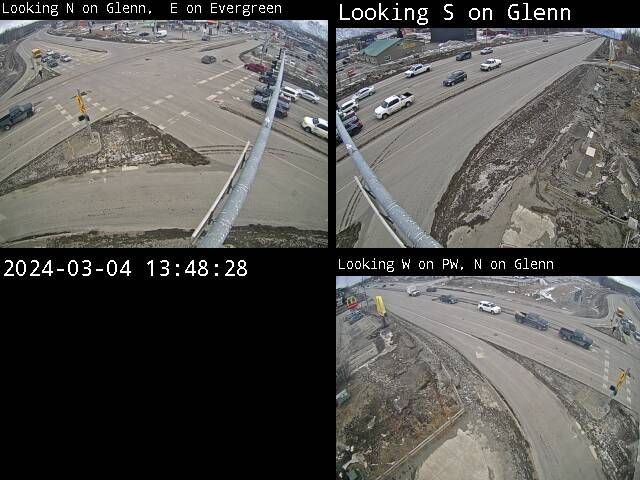 Looking N on Glenn,  E on Evergreen
Looking S on Glenn
2024-03-04 13:48:28
Looking W on PW, N on Glenn